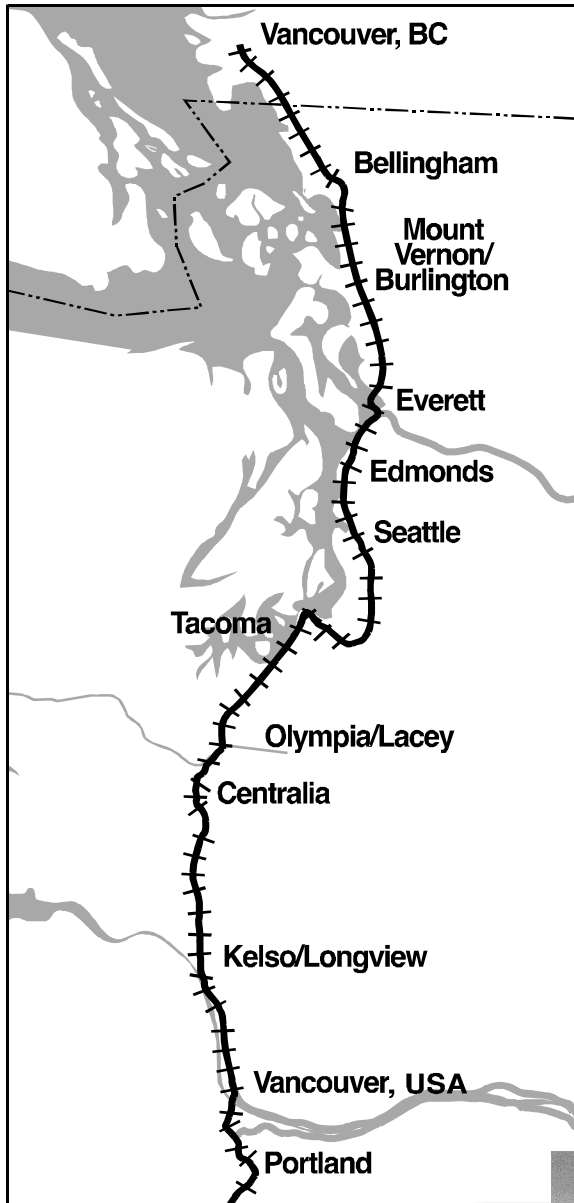 Vancouver, BC
Bellingham
Mount
Vernon/
Burlington
Everett
Edmonds
Seattle
Tacoma
Olympia/Lacey
Centralia
Kelso/Longview
Vancouver, USA
Portland